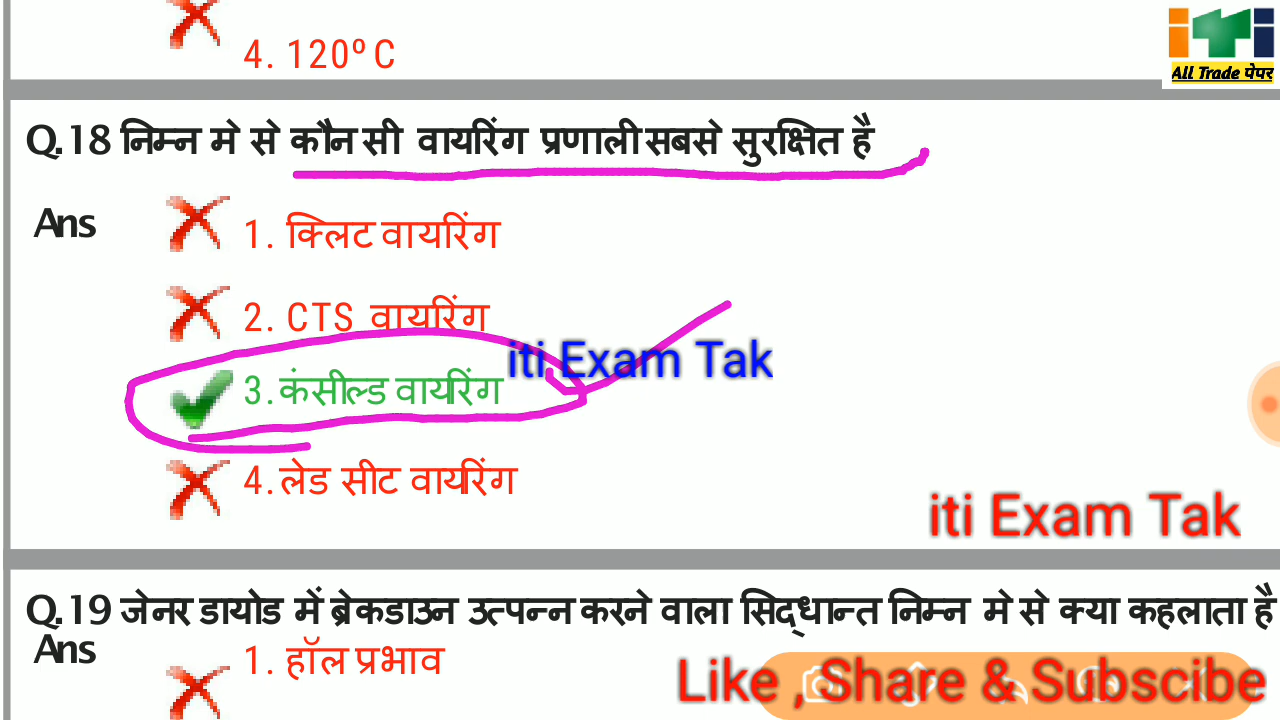 4. 120º C
iti
All Trade पेपर
Q.18 निम्न मे से कौन सी वायरिंग प्रणाली सबसे सुरक्षित है
Ans
1. क्लिट वायरिंग
2. CTS वायरिंग
iti Exam Tak
3. कंसील्ड वायरिंग
4. लेड सीट वायरिंग
iti Exam Tak
Q.19 जेनर डायोड में ब्रेकडाउन उत्पन्न करने वाला सिद्धान्त निम्न मे से क्या कहलाता है
Ans
1. हॉल प्रभाव
Like , Share & Subscibe